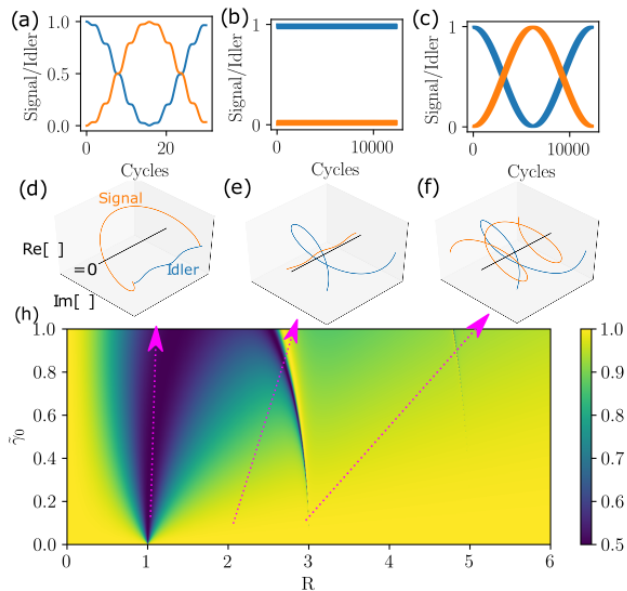 (a)
(b)
(c)
Signal/Idler
1.0
0.5
0.0
0
20
Cycles
Signal/Idler
1
0
0
10000
Cycles
Signal/Idler
1
0
0
10000
Cycles
(d)
(e)
(f)
Signal
Re[ ]
=0
Idler
Im[ ]
(h)
γ̃₀
1.0
0.8
0.6
0.4
0.2
0.0
0
1
2
3
4
5
6
R
1.0
0.9
0.8
0.7
0.6
0.5